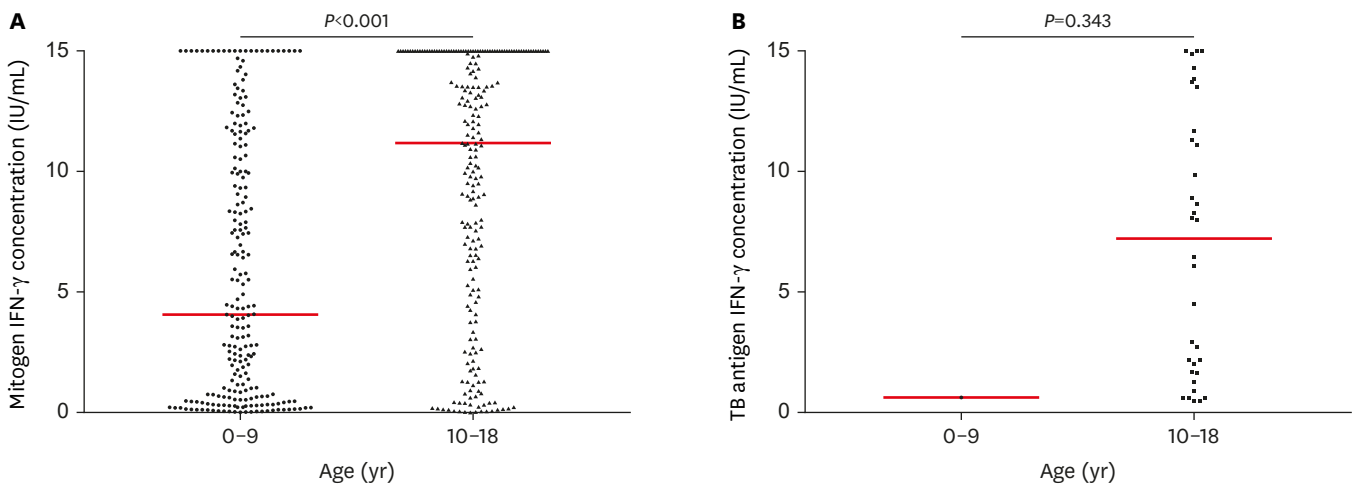 A
P<0.001
Mitogen IFN-γ concentration (IU/mL)
15
10
5
0
0–9
10–18
Age (yr)
B
P=0.343
TB antigen IFN-γ concentration (IU/mL)
15
10
5
0
0–9
10–18
Age (yr)